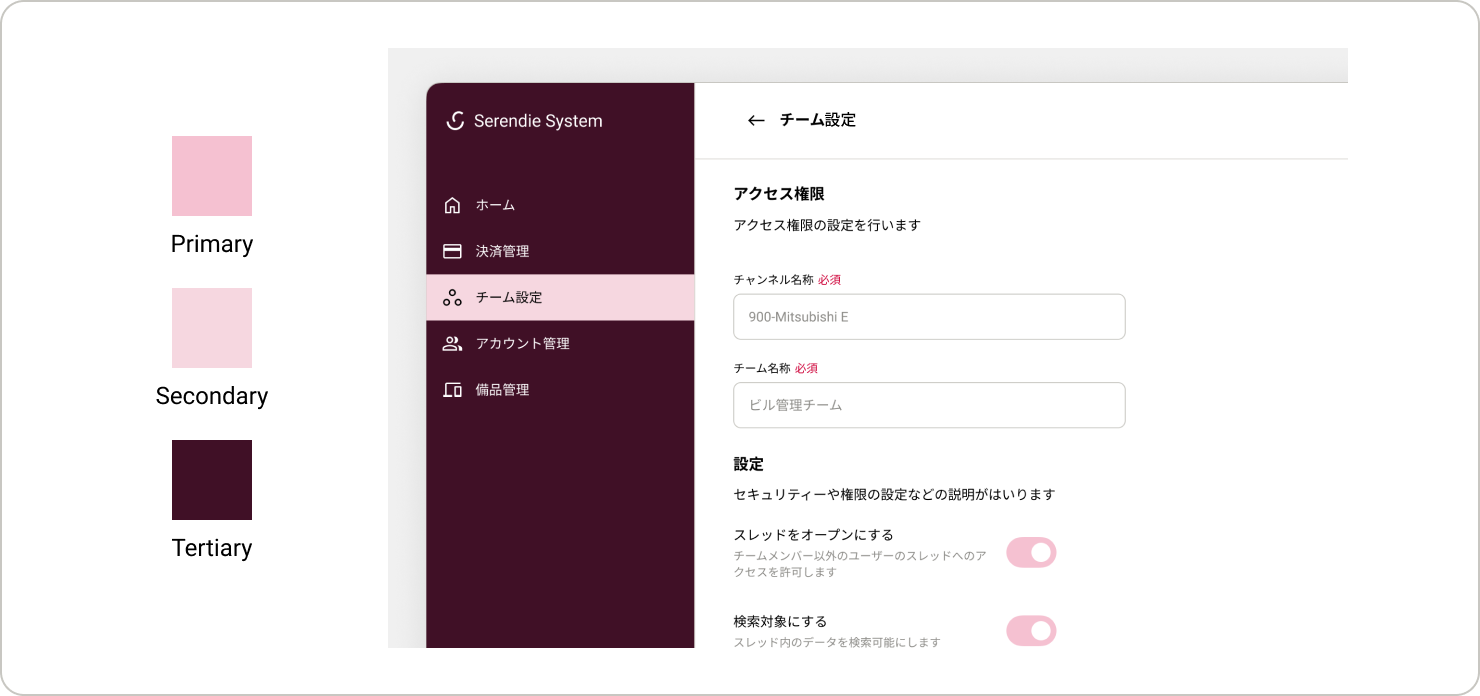 Primary
Secondary
Tertiary
Serendie System
ホーム
決済管理
チーム設定
アカウント管理
備品管理
チーム設定
アクセス権限
アクセス権限の設定を行います
チャンネル名称 必須
900-Mitsubishi E
チーム名称 必須
ビル管理チーム
設定
セキュリティーや権限の設定などの説明がはいります
スレッドをオープンにする
チームメンバー以外のユーザーのスレッドへのア
クセスを許可します
検索対象にする
スレッド内のデータを検索可能にします